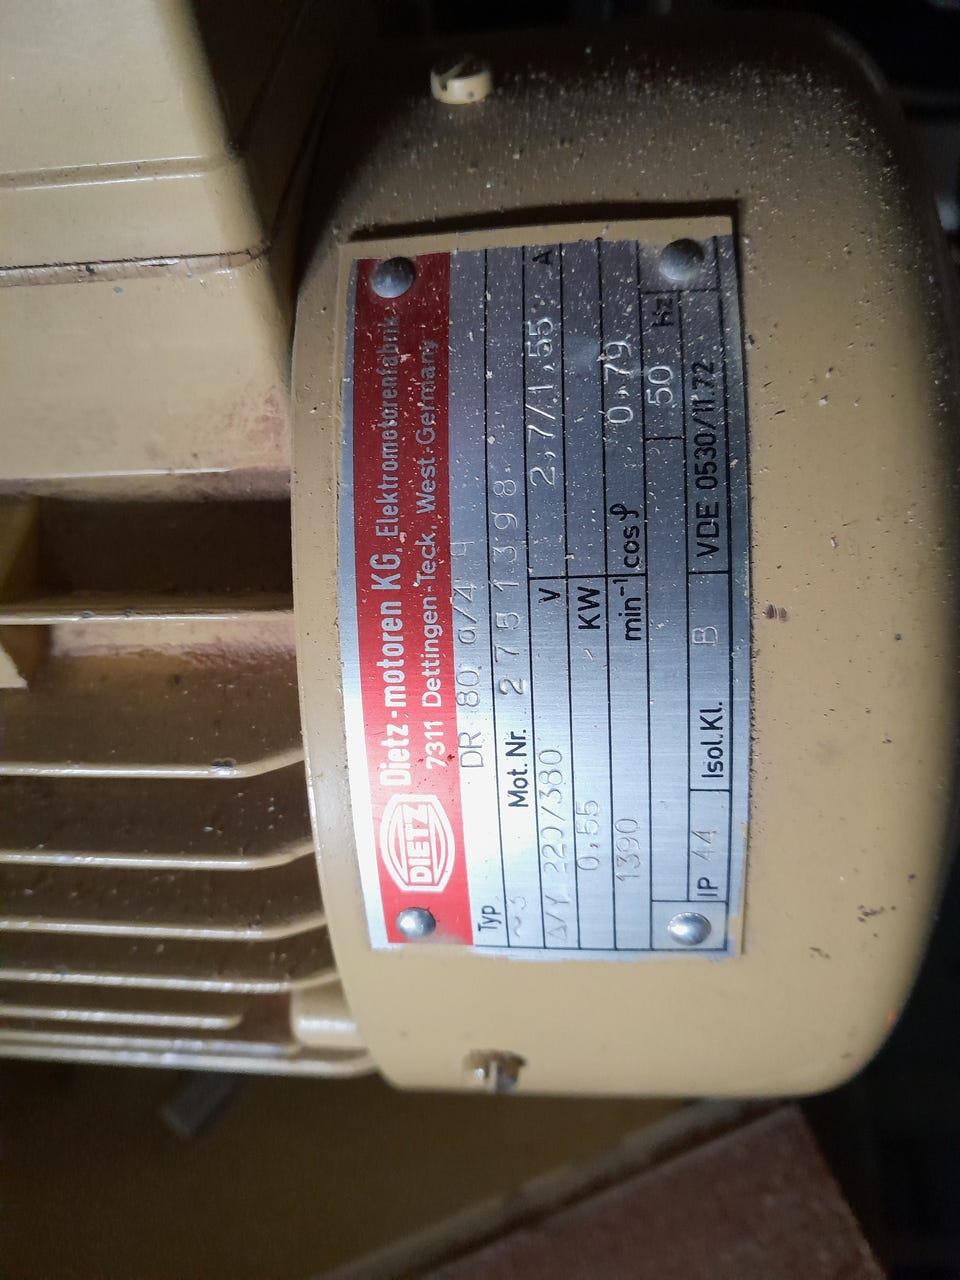 DIETZ
Dietz-motoren KG, Elektromotorenfabrik
7311 Dettingen-Teck, West-Germany
Typ DR 80
~3 Mot. Nr. 2751398
Δ/Y 220/380 V 2,7/1,55 A
0,55 KW
1390 min⁻¹ cos φ 0,79
50 Hz
IP 44 Isol.Kl. B VDE 0530/11.72